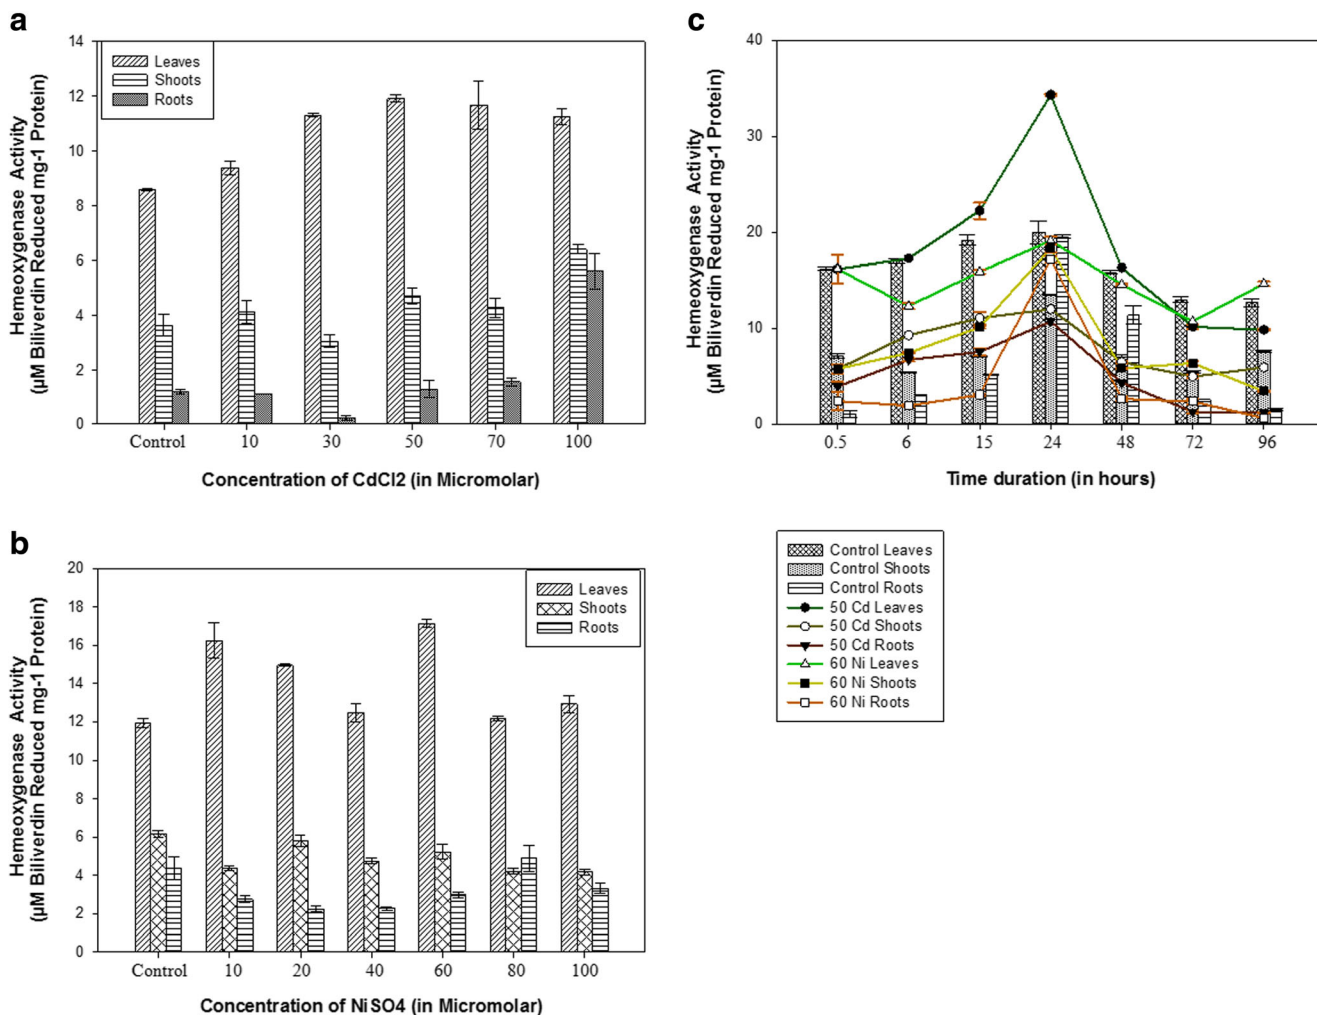 a
14
12
10
8
6
4
2
0
Hemeoxygenase Activity
(µM Biliverdin Reduced mg-1 Protein)
Leaves
Shoots
Roots
Control 10 30 50 70 100
Concentration of CdCl2 (in Micromolar)
b
20
18
16
14
12
10
8
6
4
2
0
Hemeoxygenase Activity
(µM Biliverdin Reduced mg-1 Protein)
Leaves
Shoots
Roots
Control 10 20 40 60 80 100
Concentration of NiSO4 (in Micromolar)
c
40
30
20
10
0
Hemeoxygenase Activity
(µM Biliverdin Reduced mg-1 Protein)
0.5 6 15 24 48 72 96
Time duration (in hours)
Control Leaves
Control Shoots
Control Roots
50 Cd Leaves
50 Cd Shoots
50 Cd Roots
60 Ni Leaves
60 Ni Shoots
60 Ni Roots